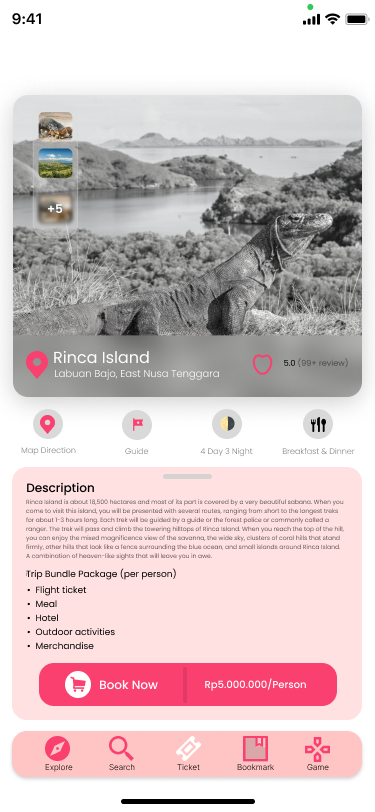 9:41
+5
Rinca Island
Labuan Bajo, East Nusa Tenggara
5.0 (99+ review)
Map Direction
Guide
4 Day 3 Night
Breakfast & Dinner
Description
Rinca Island is about 18,500 hectares and most of its part is covered by a very beautiful sabana. When you
come to visit this island, you will be presented with several routes, ranging from short to the longest treks
for about 1-3 hours long. Each trek will be guided by a guide or the forest police or commonly called a
ranger. The trek will pass and climb the towering hilltops of Rinca Island. When you reach the top of the hill,
you can enjoy the mixed magnificence view of the savanna, the wide sky, clusters of coral hills that stand
firmly, other hills that look like a fence surrounding the blue ocean, and small islands around Rinca Island.
A combination of heaven-like sights that will leave you in awe.
Trip Bundle Package (per person)
• Flight ticket
• Meal
• Hotel
• Outdoor activities
• Merchandise
Book Now
Rp5.000.000/Person
Explore
Search
Ticket
Bookmark
Game